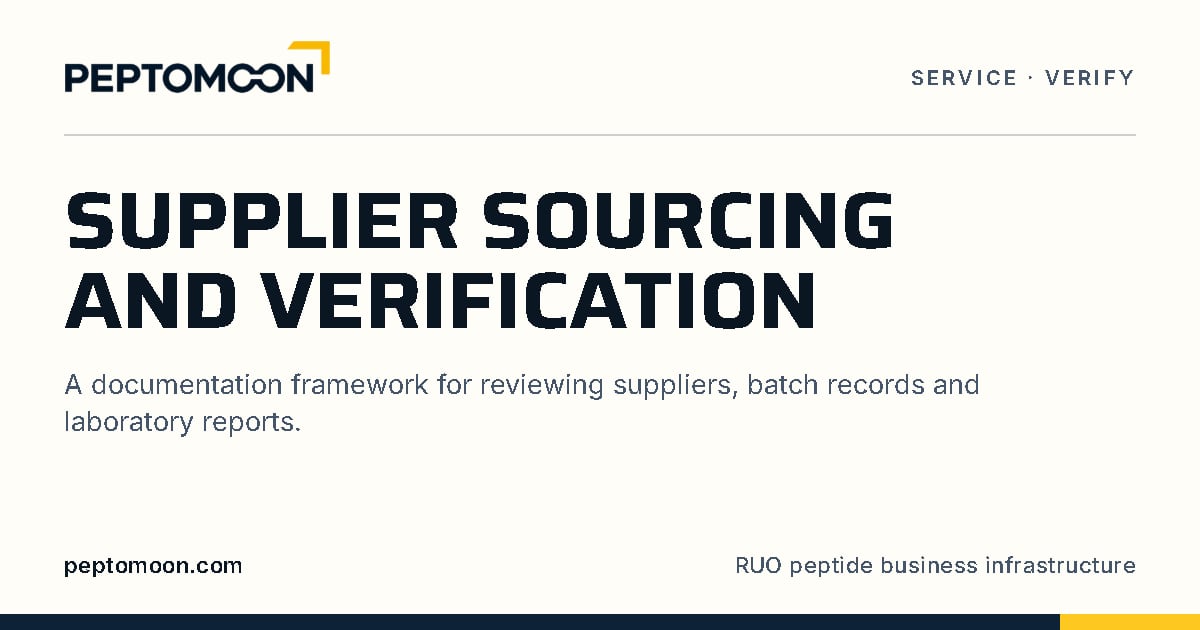 PEPTOMOON
SERVICE · VERIFY
SUPPLIER SOURCING
AND VERIFICATION
A documentation framework for reviewing suppliers, batch records and
laboratory reports.
peptomoon.com
RUO peptide business infrastructure